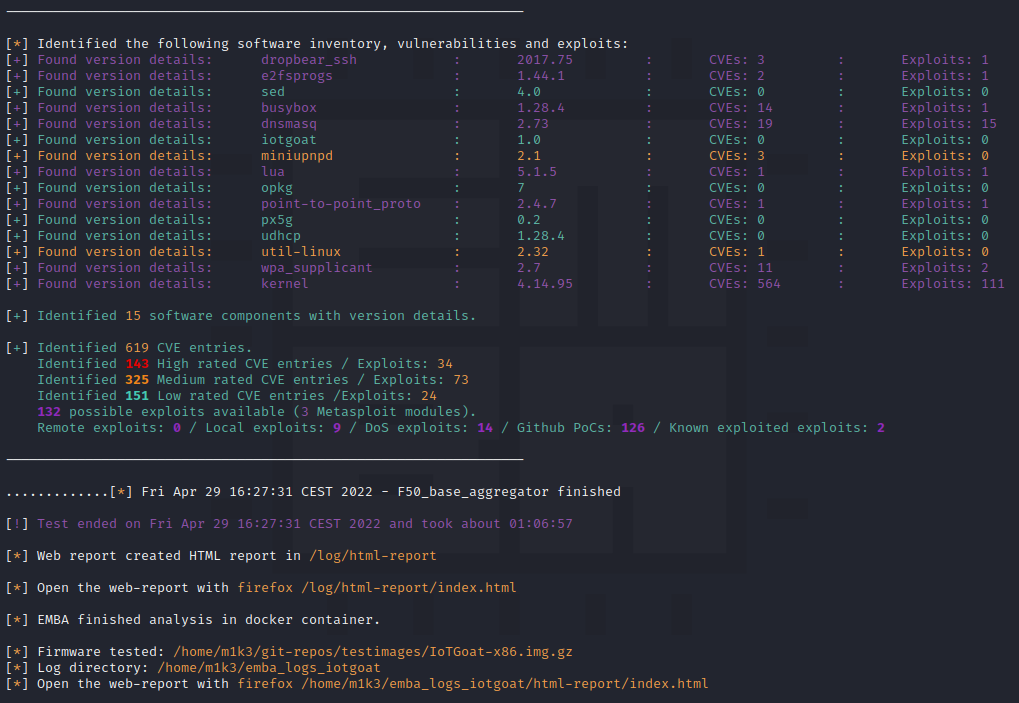 [*] Identified the following software inventory, vulnerabilities and exploits:
[+] Found version details: dropbear_ssh : 2017.75 : CVEs: 3 : Exploits: 1
[+] Found version details: e2fsprogs : 1.44.1 : CVEs: 2 : Exploits: 1
[+] Found version details: sed : 4.0 : CVEs: 0 : Exploits: 0
[+] Found version details: busybox : 1.28.4 : CVEs: 14 : Exploits: 1
[+] Found version details: dnsmasq : 2.73 : CVEs: 19 : Exploits: 15
[+] Found version details: iotgoat : 1.0 : CVEs: 0 : Exploits: 0
[+] Found version details: miniupnpd : 2.1 : CVEs: 3 : Exploits: 0
[+] Found version details: lua : 5.1.5 : CVEs: 1 : Exploits: 1
[+] Found version details: opkg : 7 : CVEs: 0 : Exploits: 0
[+] Found version details: point-to-point_proto : 2.4.7 : CVEs: 1 : Exploits: 1
[+] Found version details: px5g : 0.2 : CVEs: 0 : Exploits: 0
[+] Found version details: udhcp : 1.28.4 : CVEs: 0 : Exploits: 0
[+] Found version details: util-linux : 2.32 : CVEs: 1 : Exploits: 0
[+] Found version details: wpa_supplicant : 2.7 : CVEs: 11 : Exploits: 2
[+] Found version details: kernel : 4.14.95 : CVEs: 564 : Exploits: 111
[+] Identified 15 software components with version details.
[+] Identified 619 CVE entries.
Identified 143 High rated CVE entries / Exploits: 34
Identified 325 Medium rated CVE entries / Exploits: 73
Identified 151 Low rated CVE entries /Exploits: 24
132 possible exploits available (3 Metasploit modules).
Remote exploits: 0 / Local exploits: 9 / DoS exploits: 14 / Github PoCs: 126 / Known exploited exploits: 2
.............[*] Fri Apr 29 16:27:31 CEST 2022 - F50_base_aggregator finished
[!] Test ended on Fri Apr 29 16:27:31 CEST 2022 and took about 01:06:57
[*] Web report created HTML report in /log/html-report
[*] Open the web-report with firefox /log/html-report/index.html
[*] EMBA finished analysis in docker container.
[*] Firmware tested: /home/m1k3/git-repos/testimages/IoTGoat-x86.img.gz
[*] Log directory: /home/m1k3/emba_logs_iotgoat
[*] Open the web-report with firefox /home/m1k3/emba_logs_iotgoat/html-report/index.html